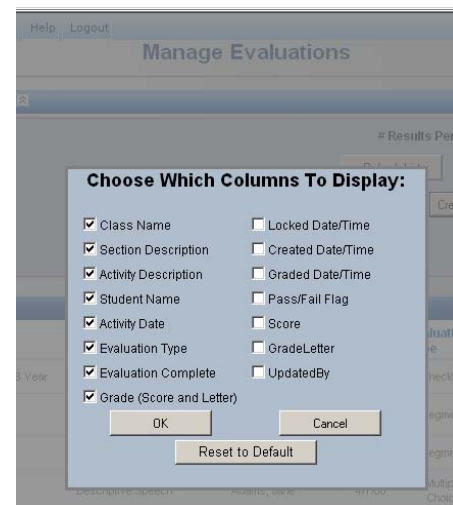 Help Logout
Manage Evaluations
# Results Per
Choose Which Columns To Display:
Class Name
Locked Date/Time
Section Description
Created Date/Time
Activity Description
Graded Date/Time
Student Name
Pass/Fail Flag
Activity Date
Score
Evaluation Type
GradeLetter
Evaluation Complete
UpdatedBy
Grade (Score and Letter)
OK Cancel
Reset to Default
Descriptive Speech